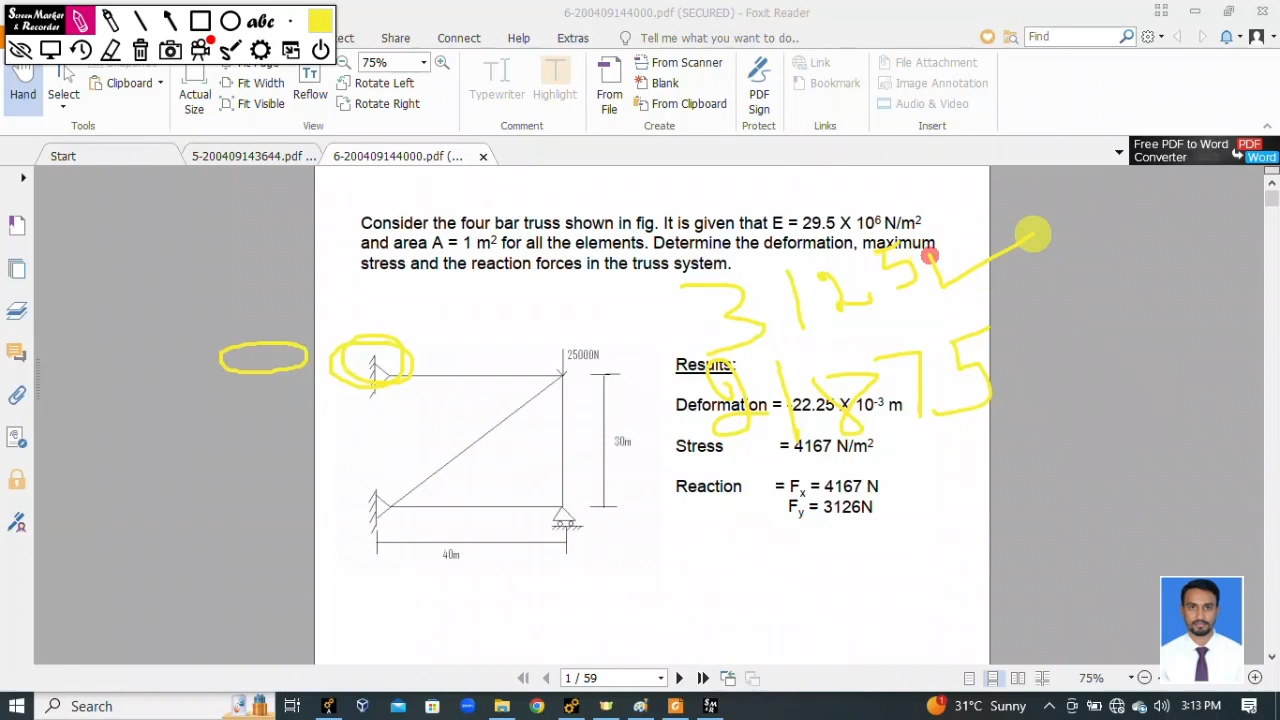 Screen Marker & Recorder
abc
6-200409144000.pdf (SECURED) - Foxit Reader
Share Connect Help Extras Tell me what you want to do... Find
Hand Select Clipboard
Tools
Actual Size Fit Width Fit Visible Reflow 75% Rotate Left Rotate Right
View
Typewriter Highlight
Comment
From File From Scanner Blank From Clipboard
Create
PDF Sign
Protect
Link Bookmark
Links
File Attachment Image Annotation Audio & Video
Insert
Start 5-200409143644.pdf ... 6-200409144000.pdf (...
Free PDF to Word Converter PDF Word
Consider the four bar truss shown in fig. It is given that E = 29.5 X 10⁶ N/m²
and area A = 1 m² for all the elements. Determine the deformation, maximum
stress and the reaction forces in the truss system.
3 12.5
21875
25000N
30m
40m
Results:
Deformation = 22.25 X 10⁻³ m
Stress = 4167 N/m²
Reaction = Fx = 4167 N
Fy = 3126N
1 / 59
75%
Search
1 31°C Sunny 3:13 PM